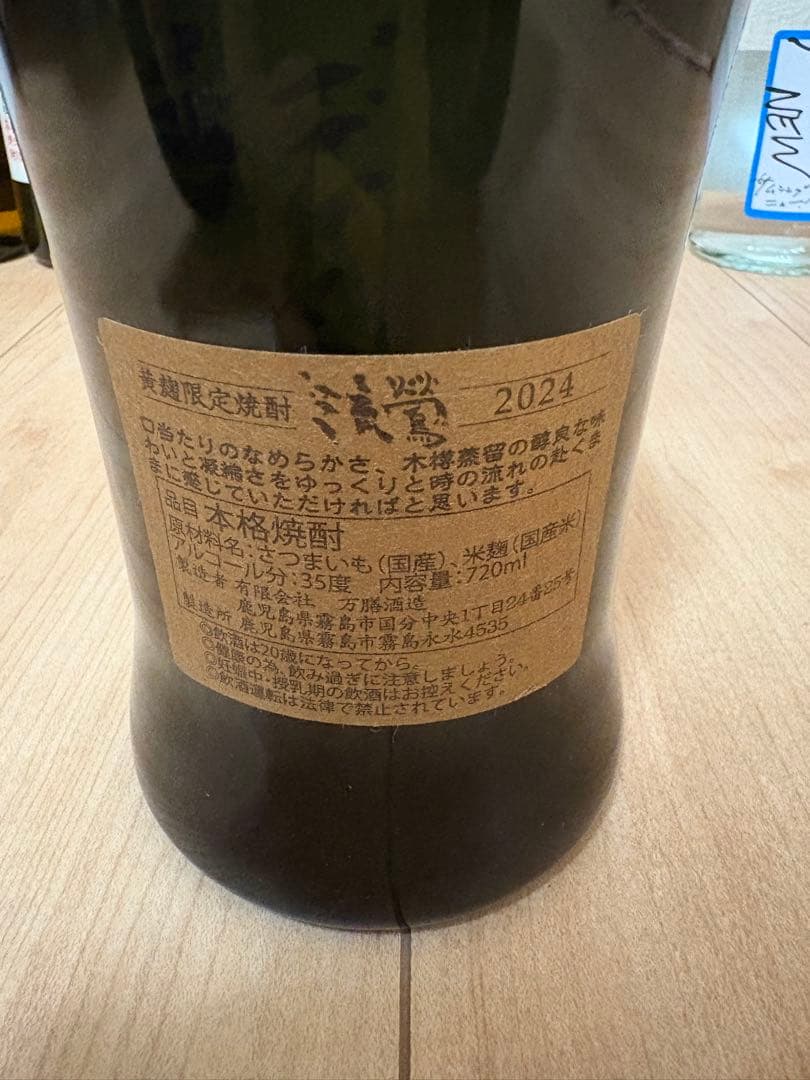 黄麹限定焼酎 流鶯 2024
口当たりのなめらかさ、木樽蒸留の醇良な味
わいと凝縮さをゆっくりと時の流れの赴くま
まに感じていただければと思います。
品目 本格焼酎
原材料名:さつまいも(国産)、米麹(国産米)
アルコール分:35度 内容量:720ml
製造者 有限会社 万膳酒造
鹿児島県霧島市国分中央1丁目24番25号
製造所 鹿児島県霧島市霧島永水4535
◎飲酒は20歳になってから。
◎健康の為、飲み過ぎに注意しましょう。
◎妊娠中・授乳期の飲酒はお控えください。
◎飲酒運転は法律で禁止されています。
NEW